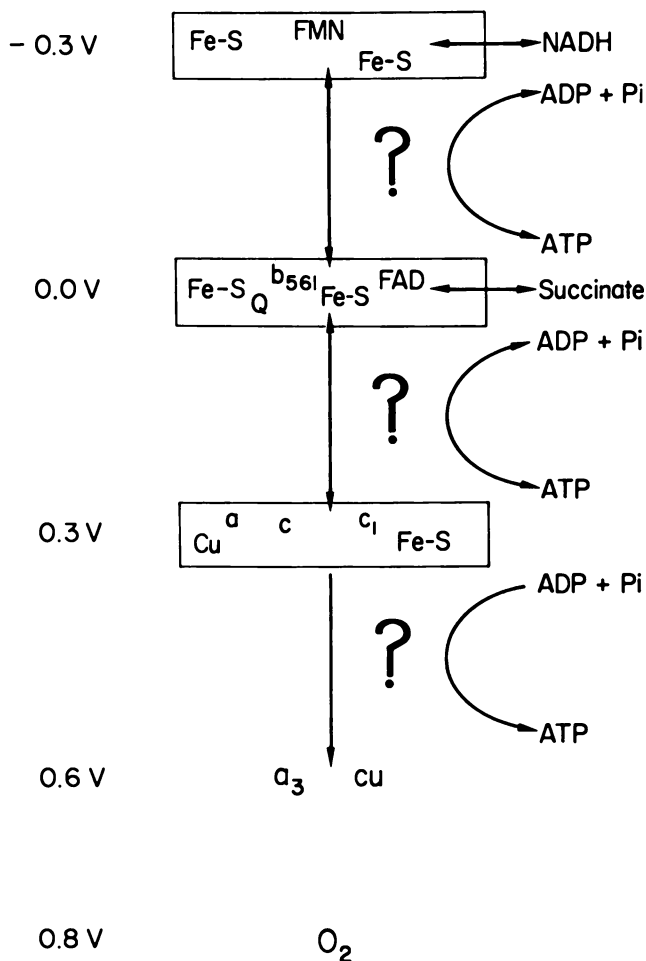 – 0.3 V Fe-S FMN Fe-S NADH
ADP + Pi
?
ATP
0.0 V Fe-S Q b561 Fe-S FAD Succinate
ADP + Pi
?
ATP
0.3 V Cu a c c1 Fe-S
ADP + Pi
?
ATP
0.6 V a3 cu
0.8 V O2